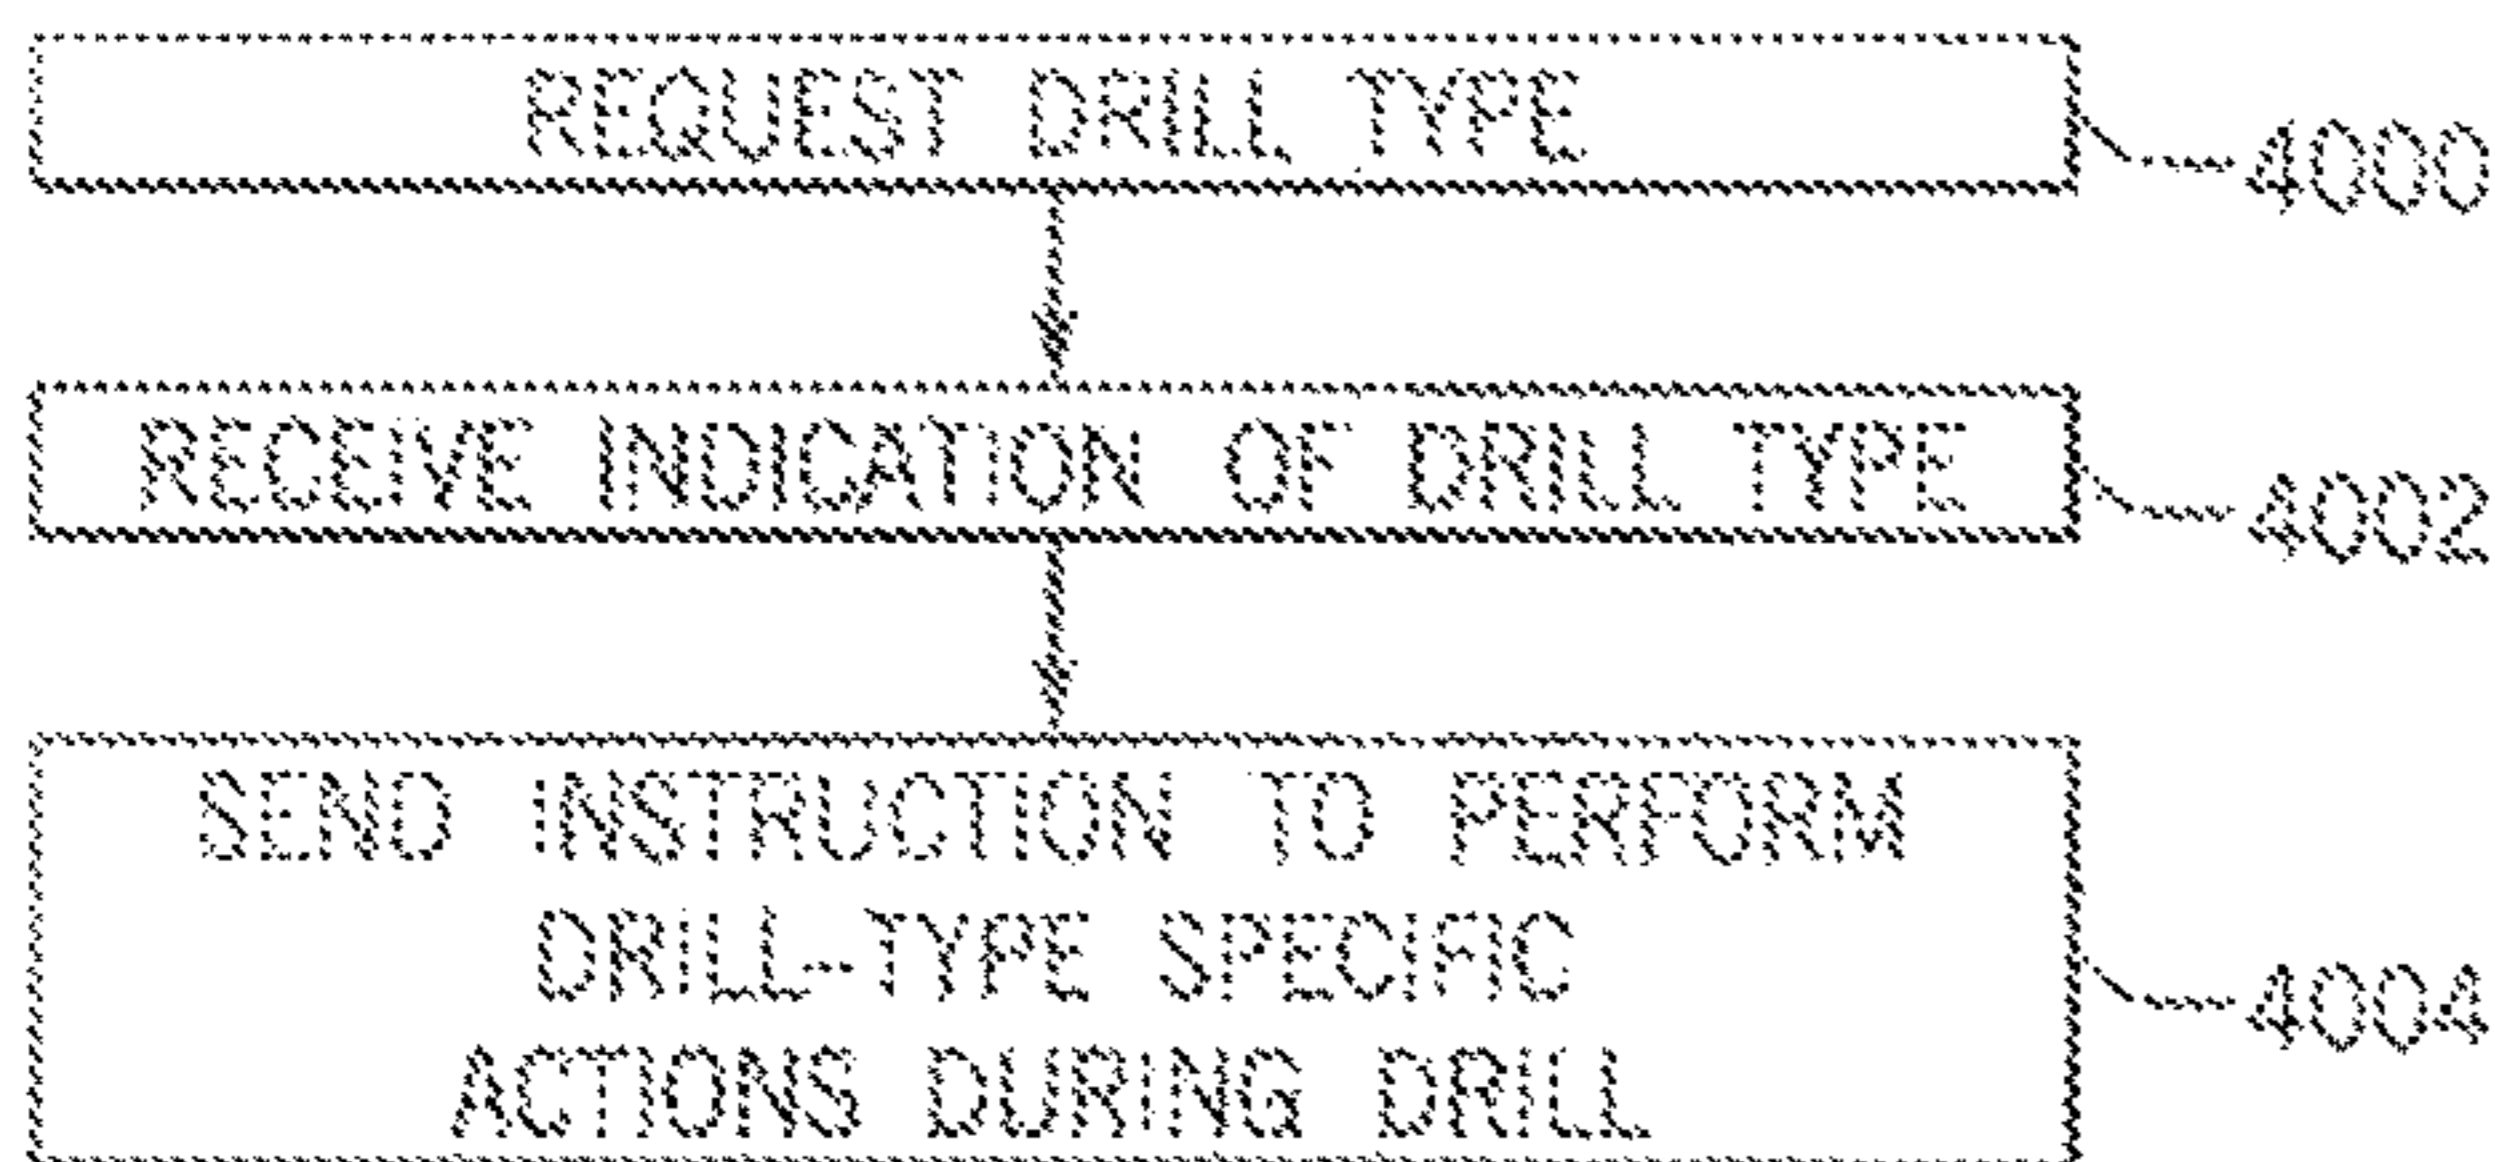 REQUEST DRILL TYPE
4000
RECEIVE INDICATION OF DRILL TYPE
4002
SEND INSTRUCTION TO PERFORM
DRILL-TYPE SPECIFIC
4004
ACTIONS DURING DRILL